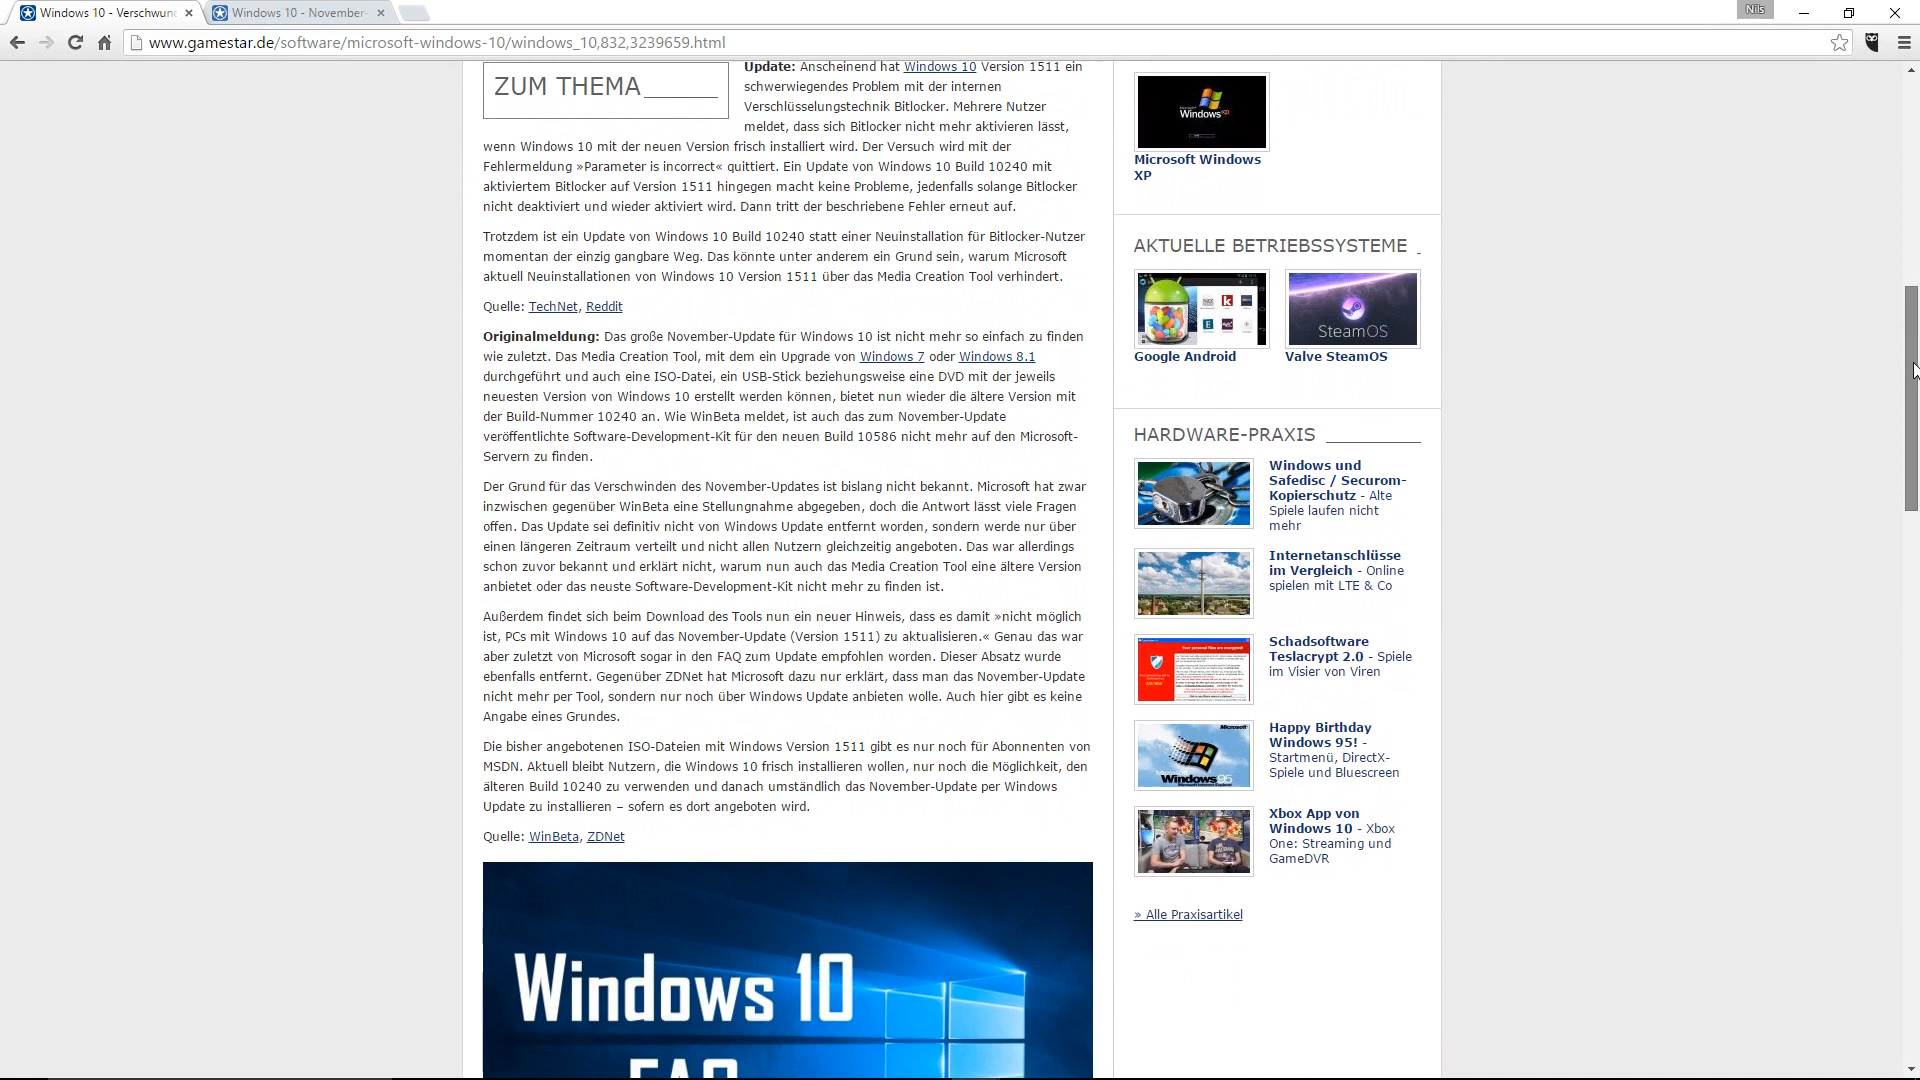 Windows 10 - Verschwun
Windows 10 - November-
Nils
www.gamestar.de/software/microsoft-windows-10/windows_10,832,3239659.html
ZUM THEMA
Update: Anscheinend hat Windows 10 Version 1511 ein
schwerwiegendes Problem mit der internen
Verschlüsselungstechnik Bitlocker. Mehrere Nutzer
meldet, dass sich Bitlocker nicht mehr aktivieren lässt,
wenn Windows 10 mit der neuen Version frisch installiert wird. Der Versuch wird mit der
Fehlermeldung »Parameter is incorrect« quittiert. Ein Update von Windows 10 Build 10240 mit
aktiviertem Bitlocker auf Version 1511 hingegen macht keine Probleme, jedenfalls solange Bitlocker
nicht deaktiviert und wieder aktiviert wird. Dann tritt der beschriebene Fehler erneut auf.
Trotzdem ist ein Update von Windows 10 Build 10240 statt einer Neuinstallation für Bitlocker-Nutzer
momentan der einzig gangbare Weg. Das könnte unter anderem ein Grund sein, warum Microsoft
aktuell Neuinstallationen von Windows 10 Version 1511 über das Media Creation Tool verhindert.
Quelle: TechNet, Reddit
Originalmeldung: Das große November-Update für Windows 10 ist nicht mehr so einfach zu finden
wie zuletzt. Das Media Creation Tool, mit dem ein Upgrade von Windows 7 oder Windows 8.1
durchgeführt und auch eine ISO-Datei, ein USB-Stick beziehungsweise eine DVD mit der jeweils
neuesten Version von Windows 10 erstellt werden können, bietet nun wieder die ältere Version mit
der Build-Nummer 10240 an. Wie WinBeta meldet, ist auch das zum November-Update
veröffentlichte Software-Development-Kit für den neuen Build 10586 nicht mehr auf den Microsoft-
Servern zu finden.
Der Grund für das Verschwinden des November-Updates ist bislang nicht bekannt. Microsoft hat zwar
inzwischen gegenüber WinBeta eine Stellungnahme abgegeben, doch die Antwort lässt viele Fragen
offen. Das Update sei definitiv nicht von Windows Update entfernt worden, sondern werde nur über
einen längeren Zeitraum verteilt und nicht allen Nutzern gleichzeitig angeboten. Das war allerdings
schon zuvor bekannt und erklärt nicht, warum nun auch das Media Creation Tool eine ältere Version
anbietet oder das neuste Software-Development-Kit nicht mehr zu finden ist.
Außerdem findet sich beim Download des Tools nun ein neuer Hinweis, dass es damit »nicht möglich
ist, PCs mit Windows 10 auf das November-Update (Version 1511) zu aktualisieren.« Genau das war
aber zuletzt von Microsoft sogar in den FAQ zum Update empfohlen worden. Dieser Absatz wurde
ebenfalls entfernt. Gegenüber ZDNet hat Microsoft dazu nur erklärt, dass man das November-Update
nicht mehr per Tool, sondern nur noch über Windows Update anbieten wolle. Auch hier gibt es keine
Angabe eines Grundes.
Die bisher angebotenen ISO-Dateien mit Windows Version 1511 gibt es nur noch für Abonnenten von
MSDN. Aktuell bleibt Nutzern, die Windows 10 frisch installieren wollen, nur noch die Möglichkeit, den
älteren Build 10240 zu verwenden und danach umständlich das November-Update per Windows
Update zu installieren – sofern es dort angeboten wird.
Quelle: WinBeta, ZDNet
Windows 10
FAQ
Microsoft Windows
XP
AKTUELLE BETRIEBSSYSTEME
SteamOS
Google Android
Valve SteamOS
HARDWARE-PRAXIS
Windows und
Safedisc / Securom-
Kopierschutz - Alte
Spiele laufen nicht
mehr
Internetanschlüsse
im Vergleich - Online
spielen mit LTE & Co
Schadsoftware
Teslacrypt 2.0 - Spiele
im Visier von Viren
Microsoft
Windows 95
Happy Birthday
Windows 95! -
Startmenü, DirectX-
Spiele und Bluescreen
Xbox App von
Windows 10 - Xbox
One: Streaming und
GameDVR
» Alle Praxisartikel